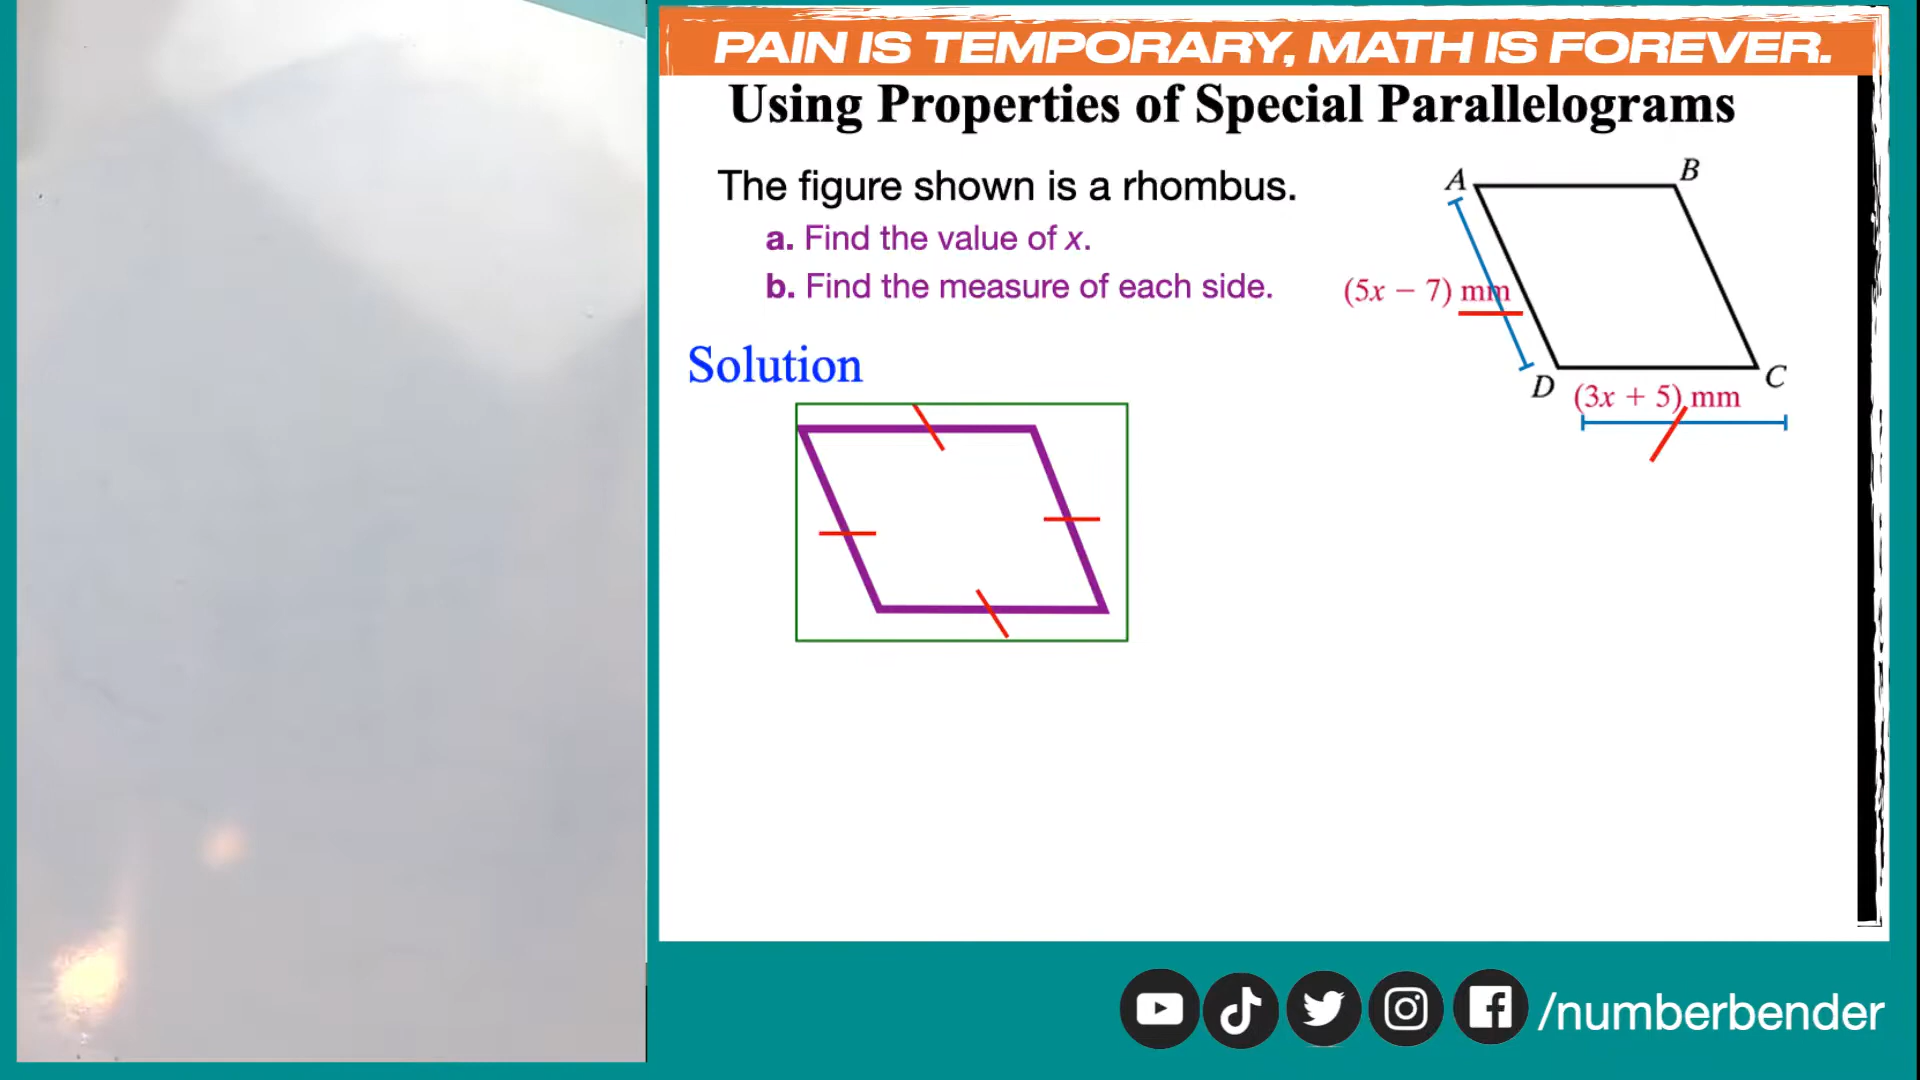 PAIN IS TEMPORARY, MATH IS FOREVER.
Using Properties of Special Parallelograms
The figure shown is a rhombus.
a. Find the value of x.
b. Find the measure of each side.
A
B
(5x − 7) mm
D
C
(3x + 5) mm
Solution
/numberbender